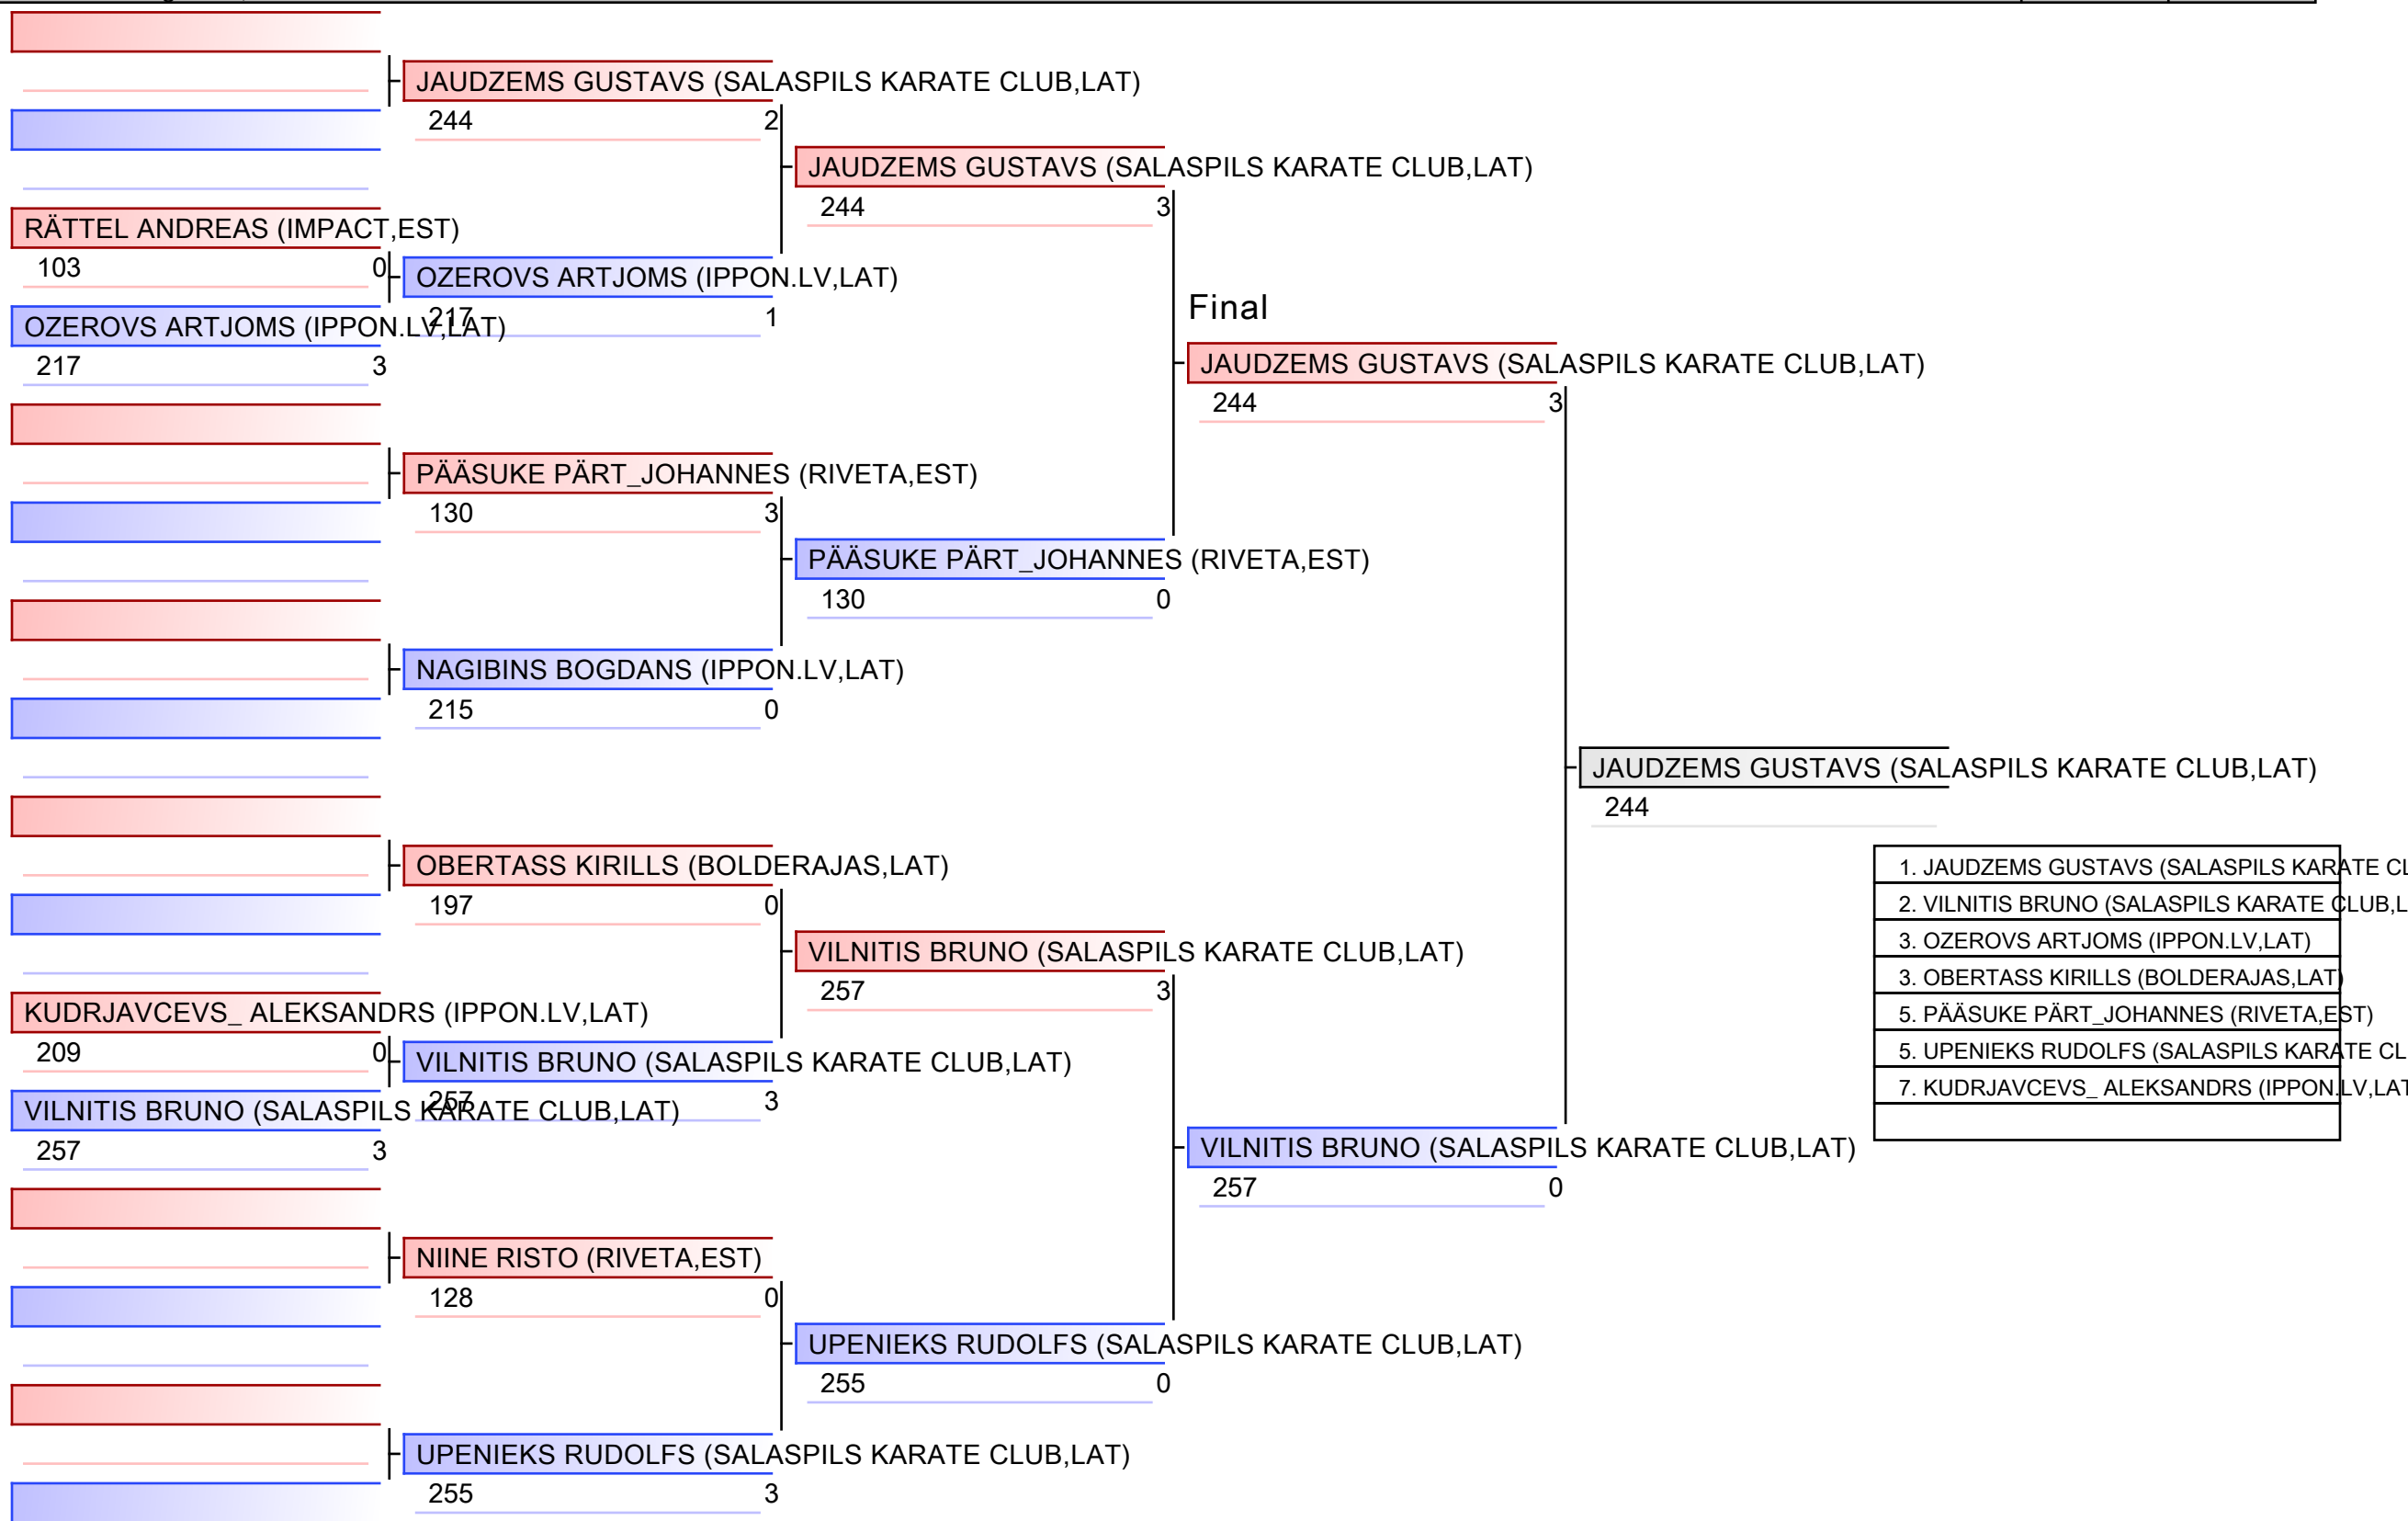 JAUDZEMS GUSTAVS (SALASPILS KARATE CLUB,LAT)
244 2
JAUDZEMS GUSTAVS (SALASPILS KARATE CLUB,LAT)
244 3
RÄTTEL ANDREAS (IMPACT,EST)
103 0
OZEROVS ARTJOMS (IPPON.LV,LAT)
217 1
OZEROVS ARTJOMS (IPPON.LV,LAT)
217 3
Final
JAUDZEMS GUSTAVS (SALASPILS KARATE CLUB,LAT)
244 3
PÄÄSUKE PÄRT_JOHANNES (RIVETA,EST)
130 3
PÄÄSUKE PÄRT_JOHANNES (RIVETA,EST)
130 0
NAGIBINS BOGDANS (IPPON.LV,LAT)
215 0
JAUDZEMS GUSTAVS (SALASPILS KARATE CLUB,LAT)
244
OBERTASS KIRILLS (BOLDERAJAS,LAT)
197 0
VILNITIS BRUNO (SALASPILS KARATE CLUB,LAT)
257 3
KUDRJAVCEVS_ ALEKSANDRS (IPPON.LV,LAT)
209 0
VILNITIS BRUNO (SALASPILS KARATE CLUB,LAT)
257 3
VILNITIS BRUNO (SALASPILS KARATE CLUB,LAT)
257 3
VILNITIS BRUNO (SALASPILS KARATE CLUB,LAT)
257 0
NIINE RISTO (RIVETA,EST)
128 0
UPENIEKS RUDOLFS (SALASPILS KARATE CLUB,LAT)
255 0
UPENIEKS RUDOLFS (SALASPILS KARATE CLUB,LAT)
255 3
1. JAUDZEMS GUSTAVS (SALASPILS KARATE CL
2. VILNITIS BRUNO (SALASPILS KARATE CLUB,L
3. OZEROVS ARTJOMS (IPPON.LV,LAT)
3. OBERTASS KIRILLS (BOLDERAJAS,LAT)
5. PÄÄSUKE PÄRT_JOHANNES (RIVETA,EST)
5. UPENIEKS RUDOLFS (SALASPILS KARATE CL
7. KUDRJAVCEVS_ ALEKSANDRS (IPPON.LV,LAT